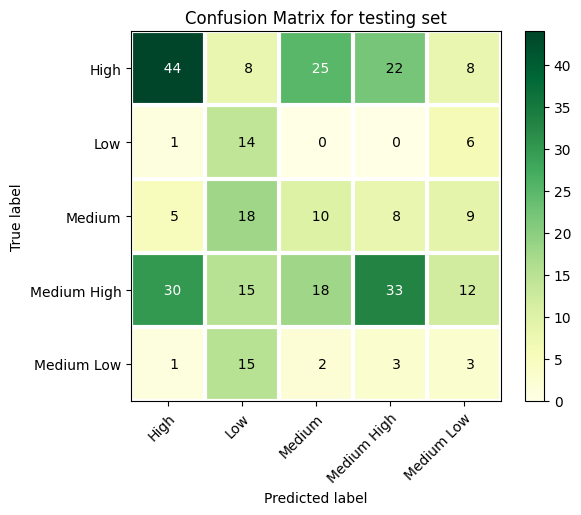 Confusion Matrix for testing set
High 44 8 25 22 8
Low 1 14 0 0 6
Medium 5 18 10 8 9
Medium High 30 15 18 33 12
Medium Low 1 15 2 3 3
High Low Medium Medium High Medium Low
True label
Predicted label
40
35
30
25
20
15
10
5
0